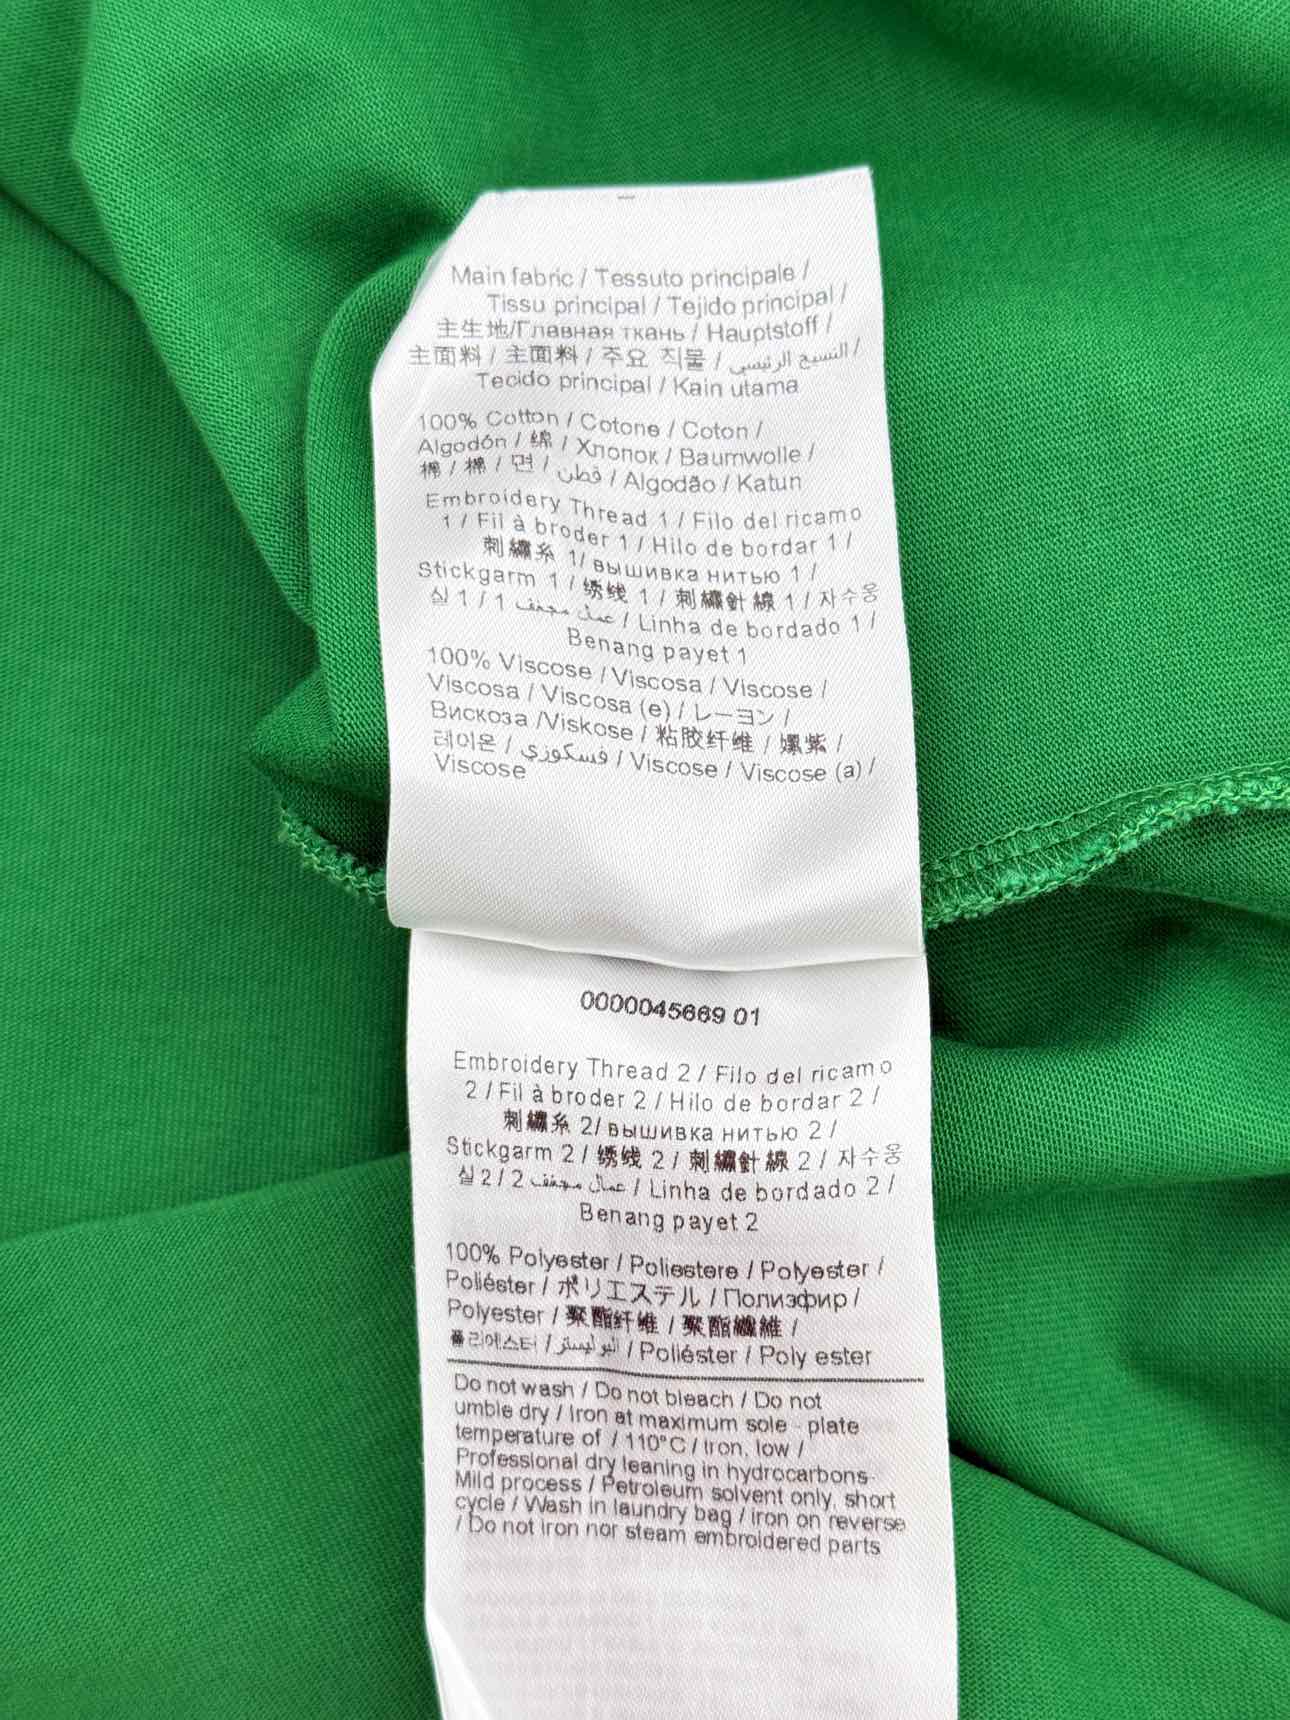 Main fabric / Tessuto principale /
Tissu principal / Tejido principal /
主生地/Главная ткань / Hauptstoff /
主面料 / 主面料 / 주요 직물 / النسيج الرئيسي /
Tecido principal / Kain utama
100% Cotton / Cotone / Coton /
Algodón / 綿 / Хлопок / Baumwolle /
棉 / 棉 / 면 / قطن / Algodão / Katun
Embroidery Thread 1 / Filo del ricamo
1 / Fil à broder 1 / Hilo de bordar 1 /
刺繍糸 1/ вышивка нитью 1 /
Stickgarm 1 / 绣线 1 / 刺繡針線 1 / 자수용
실 1 / 1 عمل مجفف / Linha de bordado 1 /
Benang payet 1
100% Viscose / Viscosa / Viscose /
Viscosa / Viscosa (e) / レーヨン /
Вискоза /Viskose / 粘胶纤维 / 嫘縈 /
레이온 / فسكوزي / Viscose / Viscose (a) /
Viscose
0000045669 01
Embroidery Thread 2 / Filo del ricamo
2 / Fil à broder 2 / Hilo de bordar 2 /
刺繍糸 2/ вышивка нитью 2 /
Stickgarm 2 / 绣线 2 / 刺繡針線 2 / 자수용
실 2 / 2 عمال مجفف / Linha de bordado 2 /
Benang payet 2
100% Polyester / Poliestere / Polyester /
Poliéster / ポリエステル / Полиэфир /
Polyester / 聚酯纤维 / 聚酯纖維 /
폴리에스터 / البوليستر / Poliéster / Poly ester
Do not wash / Do not bleach / Do not
umble dry / Iron at maximum sole - plate
temperature of / 110°C / Iron, low /
Professional dry leaning in hydrocarbons-
Mild process / Petroleum solvent only, short
cycle / Wash in laundry bag / iron on reverse
/ Do not iron nor steam embroidered parts